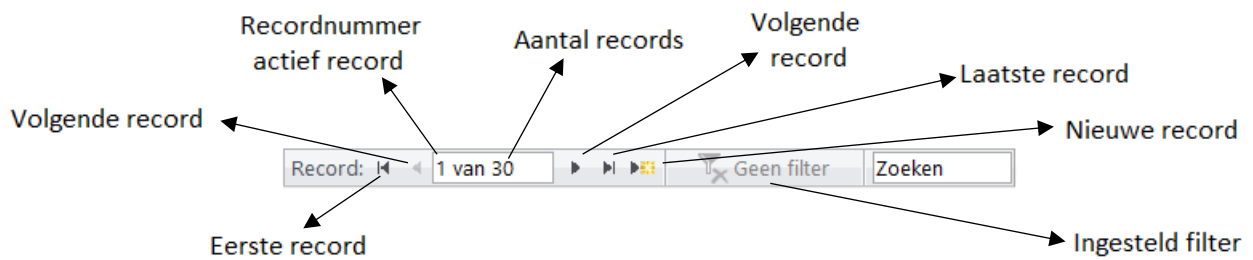 Recordnummer
actief record
Aantal records
Volgende
record
Laatste record
Volgende record
Nieuwe record
Record: 1 van 30 Geen filter Zoeken
Eerste record
Ingesteld filter